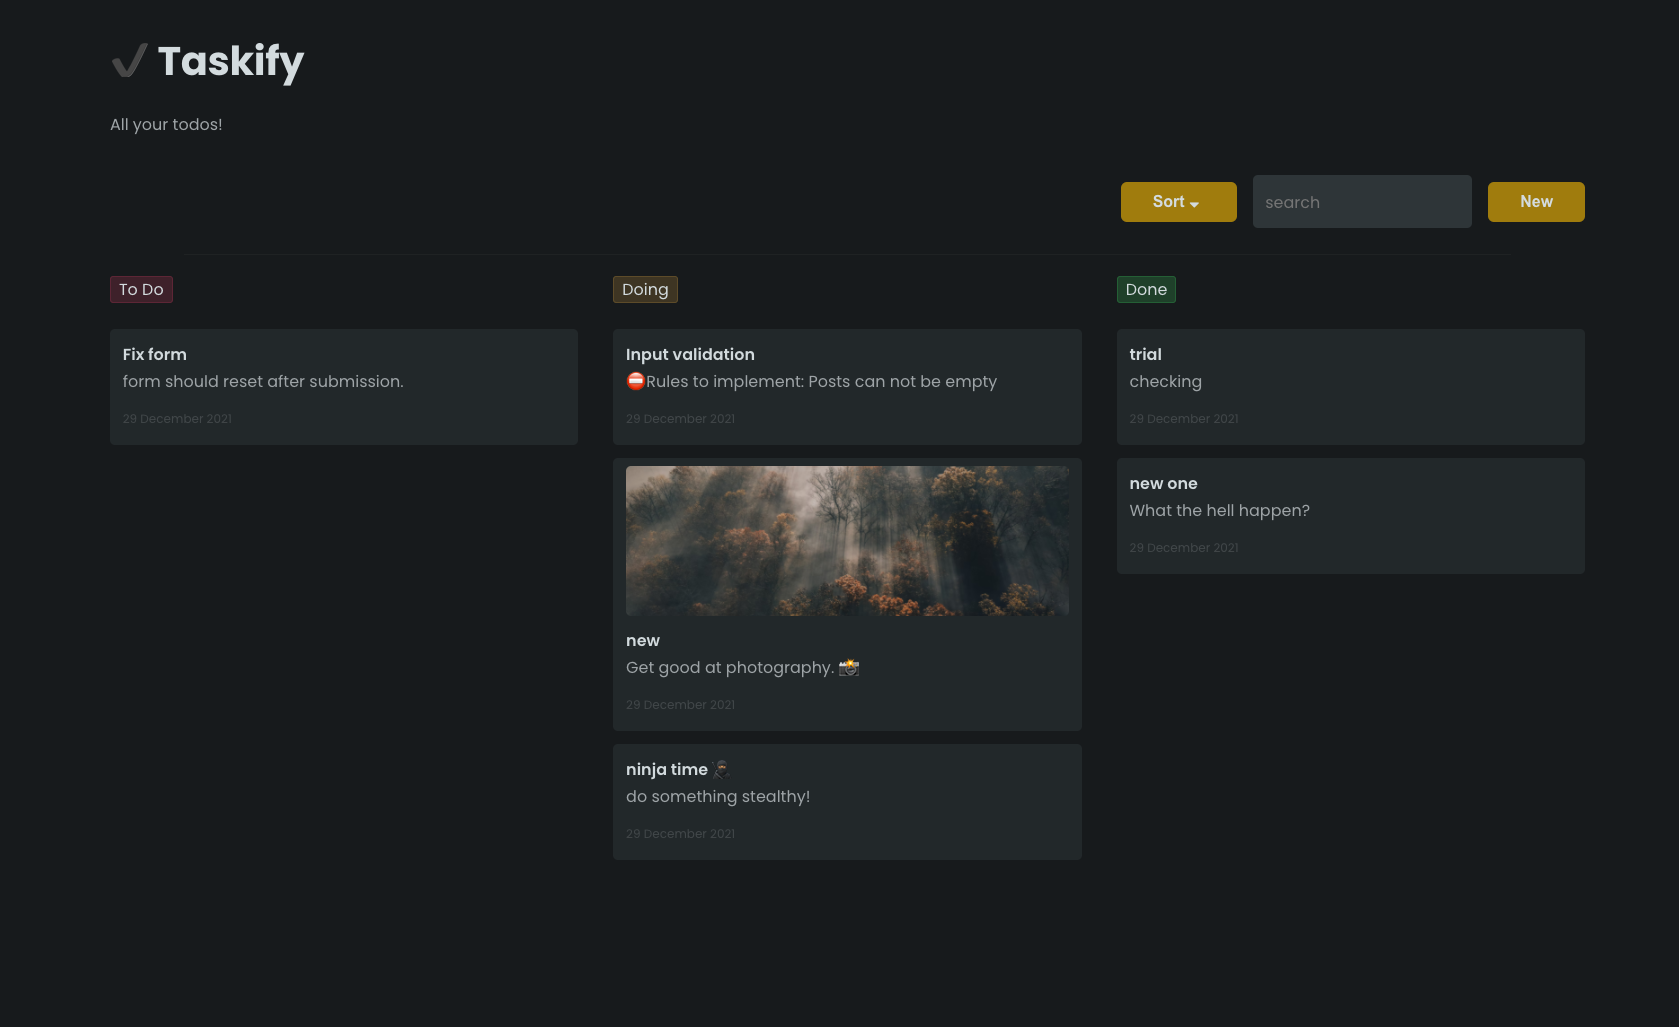 ✔️ Taskify
All your todos!
Sort
search
New
To Do
Fix form
form should reset after submission.
29 December 2021
Doing
Input validation
⛔Rules to implement: Posts can not be empty
29 December 2021
new
Get good at photography. 📸
29 December 2021
ninja time 🥷
do something stealthy!
29 December 2021
Done
trial
checking
29 December 2021
new one
What the hell happen?
29 December 2021